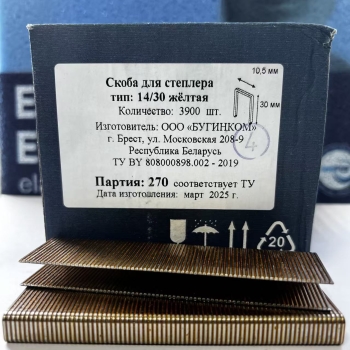 10,5 мм
Скоба для степлера
тип: 14/30 жёлтая
30 мм
Количество: 3900 шт.
Изготовитель: ООО «БУГИНКОМ»
г. Брест, ул. Московская 208-9
Республика Беларусь
ТУ BY 808000898.002 - 2019
4
Партия: 270 соответствует ТУ
Дата изготовления: март 2025 г.
20